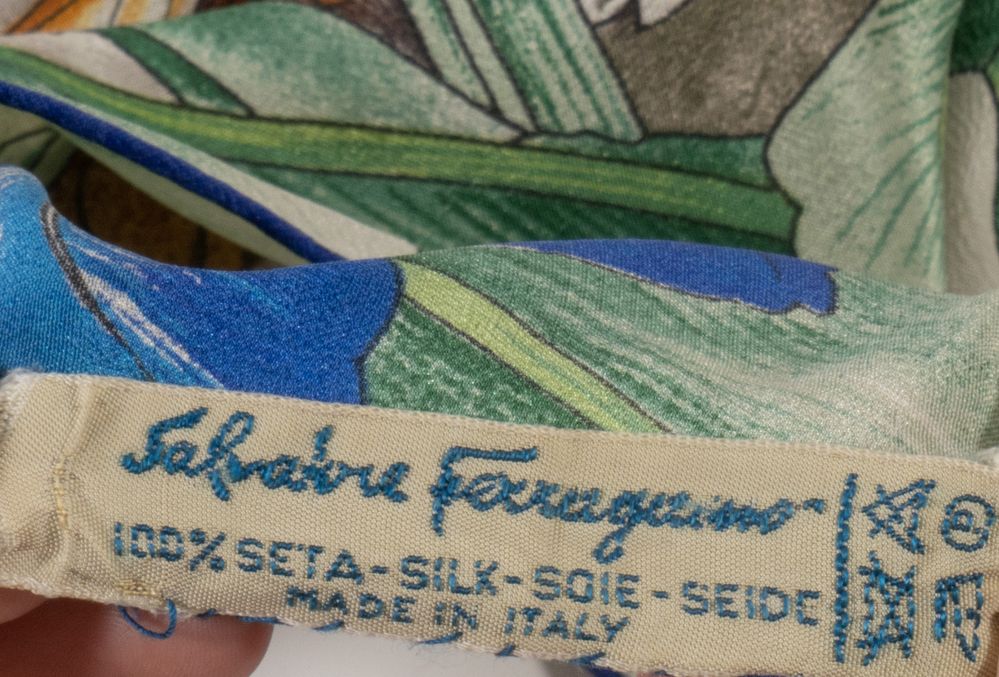 Salvatore Ferragamo
100% SETA-SILK-SOIE-SEIDE
MADE IN ITALY